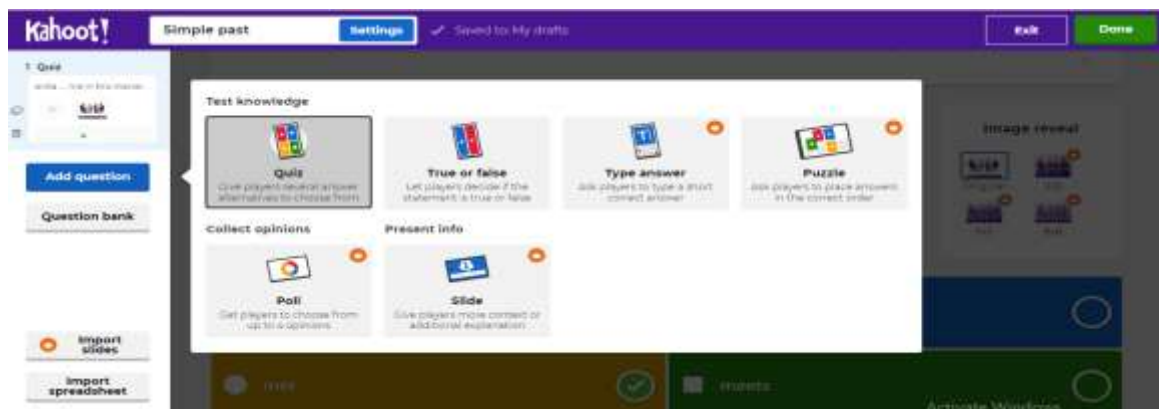 Kahoot!
Simple past
Settings
Saved to: My drafts
Exit
Done
1 Quiz
Add question
Question bank
Import
slides
Import
spreadsheet
Test knowledge
Quiz
Give players several answer
alternatives to choose from
True or false
Let players decide if the
statement is true or false
Type answer
Ask players to type a short
correct answer
Puzzle
Ask players to place answers
in the correct order
Collect opinions
Poll
Get players to choose from
up to 6 opinions
Present info
Slide
Give players more context or
additional explanation
Image reveal
met
meets
Activate Windows